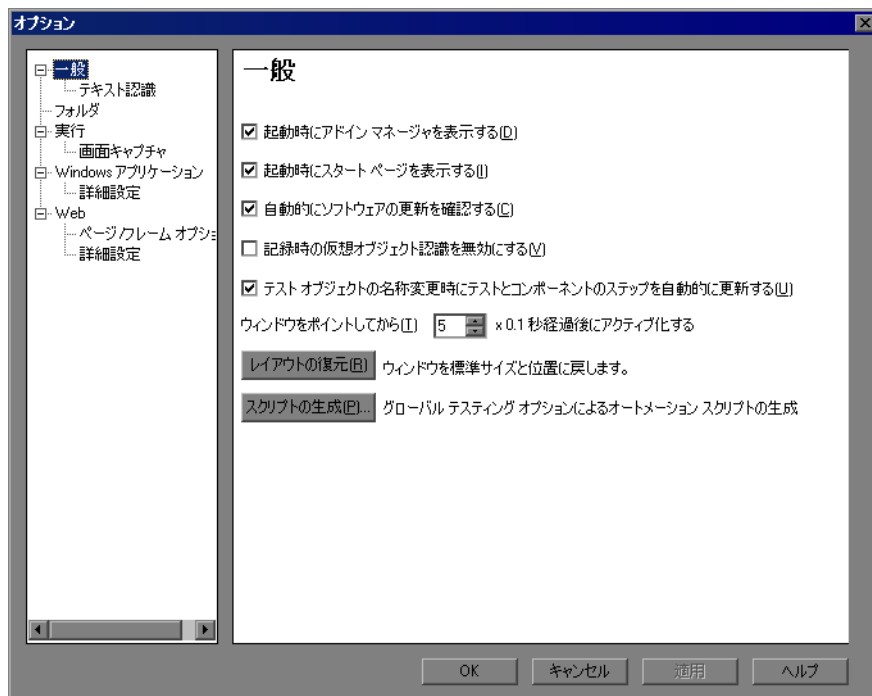 オプション
一般
テキスト認識
フォルダ
実行
画面キャプチャ
Windows アプリケーション
詳細設定
Web
ページ/フレーム オプショ
詳細設定
一般
起動時にアドイン マネージャを表示する(D)
起動時にスタート ページを表示する(I)
自動的にソフトウェアの更新を確認する(C)
記録時の仮想オブジェクト認識を無効にする(V)
テスト オブジェクトの名称変更時にテストとコンポーネントのステップを自動的に更新する(U)
ウィンドウをポイントしてから(T) 5 x 0.1 秒経過後にアクティブ化する
レイアウトの復元(R) ウィンドウを標準サイズと位置に戻します。
スクリプトの生成(P)... グローバル テスティング オプションによるオートメーション スクリプトの生成
OK キャンセル 適用 ヘルプ